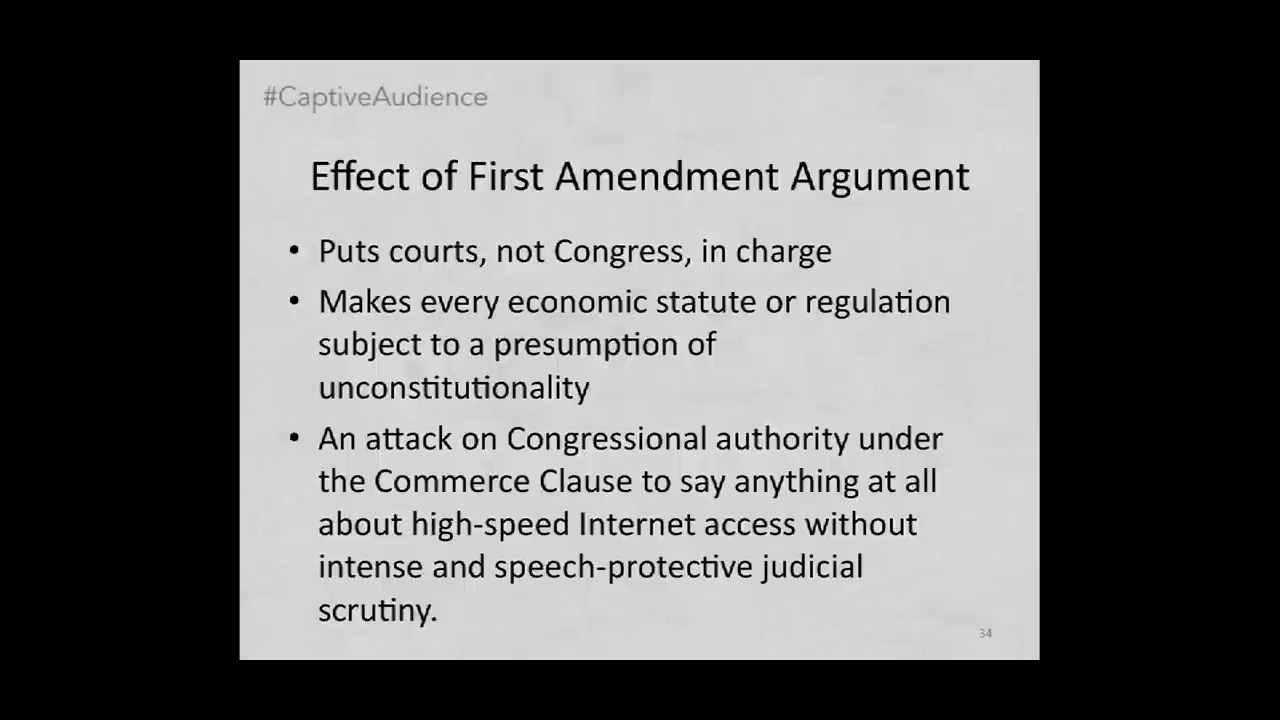 #CaptiveAudience
Effect of First Amendment Argument
• Puts courts, not Congress, in charge
• Makes every economic statute or regulation
subject to a presumption of
unconstitutionality
• An attack on Congressional authority under
the Commerce Clause to say anything at all
about high-speed Internet access without
intense and speech-protective judicial
scrutiny.
34